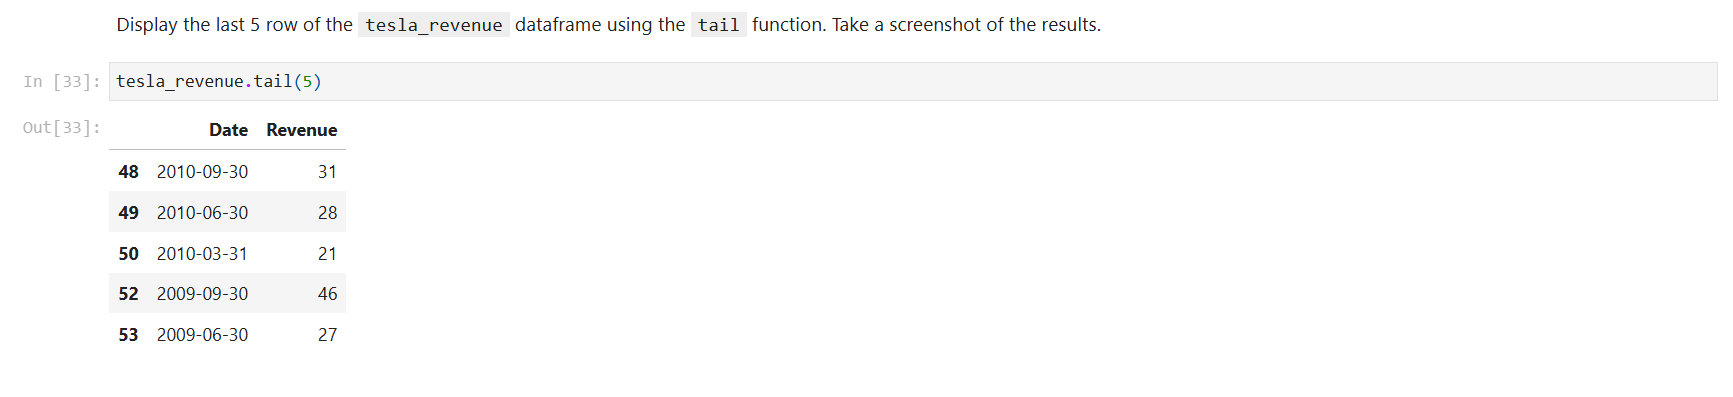 Display the last 5 row of the tesla_revenue dataframe using the tail function. Take a screenshot of the results.
In [33]: tesla_revenue.tail(5)
Out[33]:
Date Revenue
48 2010-09-30 31
49 2010-06-30 28
50 2010-03-31 21
52 2009-09-30 46
53 2009-06-30 27